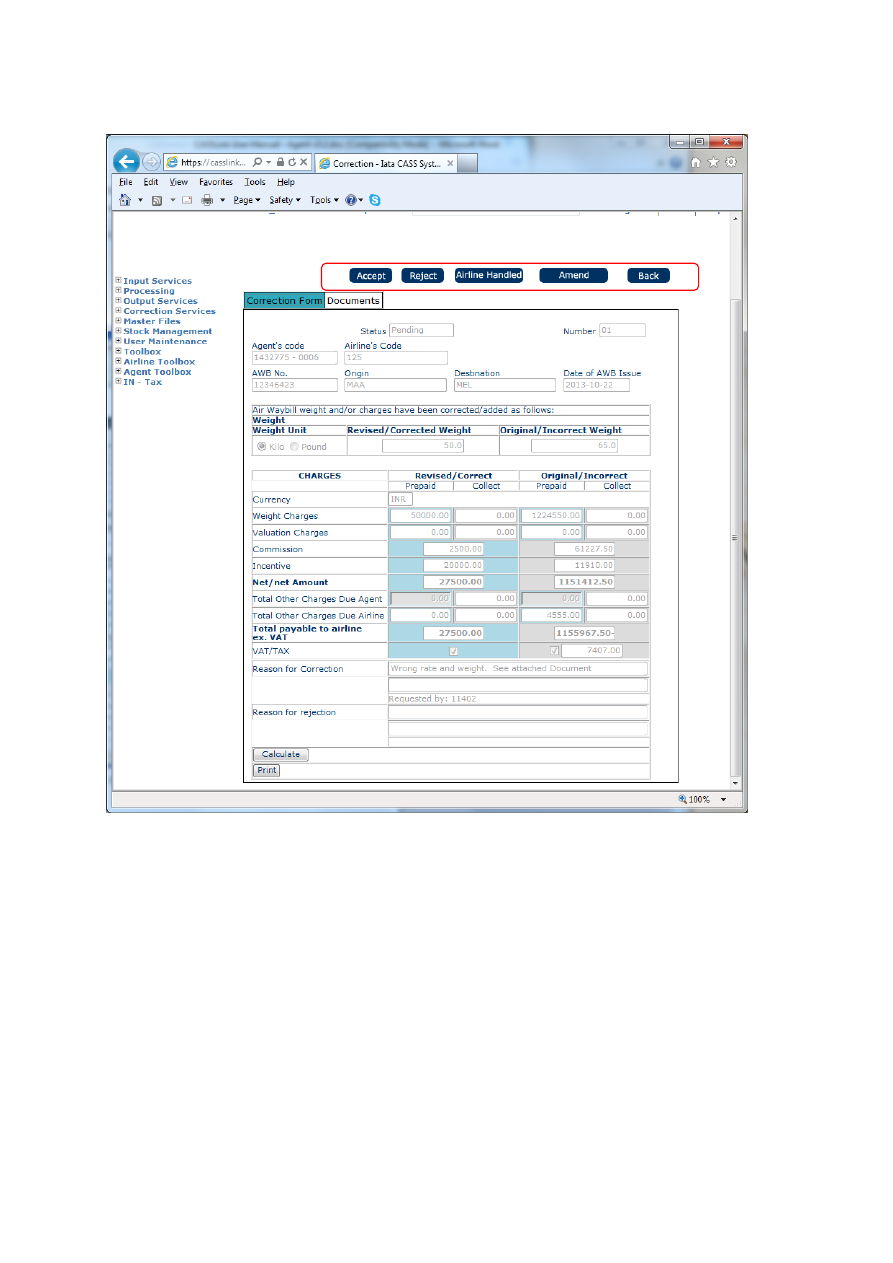 https://casslink...
Correction - Iata CASS Syst...
File Edit View Favorites Tools Help
Page Safety Tools
Accept Reject Airline Handled Amend Back
Input Services
Processing
Output Services
Correction Services
Master Files
Stock Management
User Maintenance
Toolbox
Airline Toolbox
Agent Toolbox
IN - Tax
Correction Form Documents
Status Pending Number 01
Agent's code Airline's Code
1432775 - 0006 125
AWB No. Origin Destination Date of AWB Issue
12346423 MAA MEL 2013-10-22
Air Waybill weight and/or charges have been corrected/added as follows:
Weight
Weight Unit Revised/Corrected Weight Original/Incorrect Weight
Kilo Pound 50.0 65.0
CHARGES Revised/Correct Original/Incorrect
Prepaid Collect Prepaid Collect
Currency INR
Weight Charges 50000.00 0.00 1224550.00 0.00
Valuation Charges 0.00 0.00 0.00 0.00
Commission 2500.00 61227.50
Incentive 20000.00 11910.00
Net/net Amount 27500.00 1151412.50
Total Other Charges Due Agent 0.00 0.00 0.00 0.00
Total Other Charges Due Airline 0.00 0.00 4555.00 0.00
Total payable to airline
ex. VAT 27500.00 1155967.50-
VAT/TAX 7407.00
Reason for Correction Wrong rate and weight. See attached Document
Requested by: 11402
Reason for rejection
Calculate
Print
100%